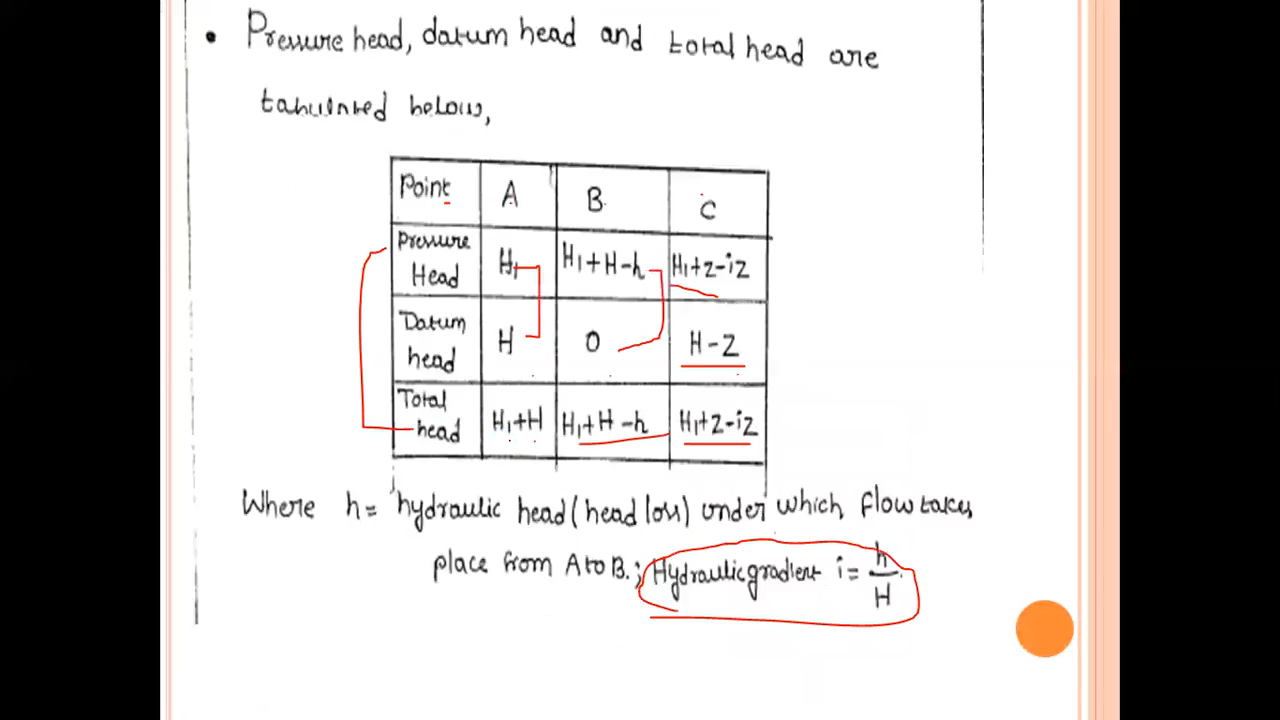 • Pressure head, datum head and total head are
tabulated below,
Point A B C
Pressure Head H₁ H₁+H-h H₁+z-iz
Datum head H 0 H-Z
Total head H₁+H H₁+H-h H₁+z-iz
Where h = hydraulic head (head loss) under which flow takes
place from A to B.; Hydraulic gradient i = h/H